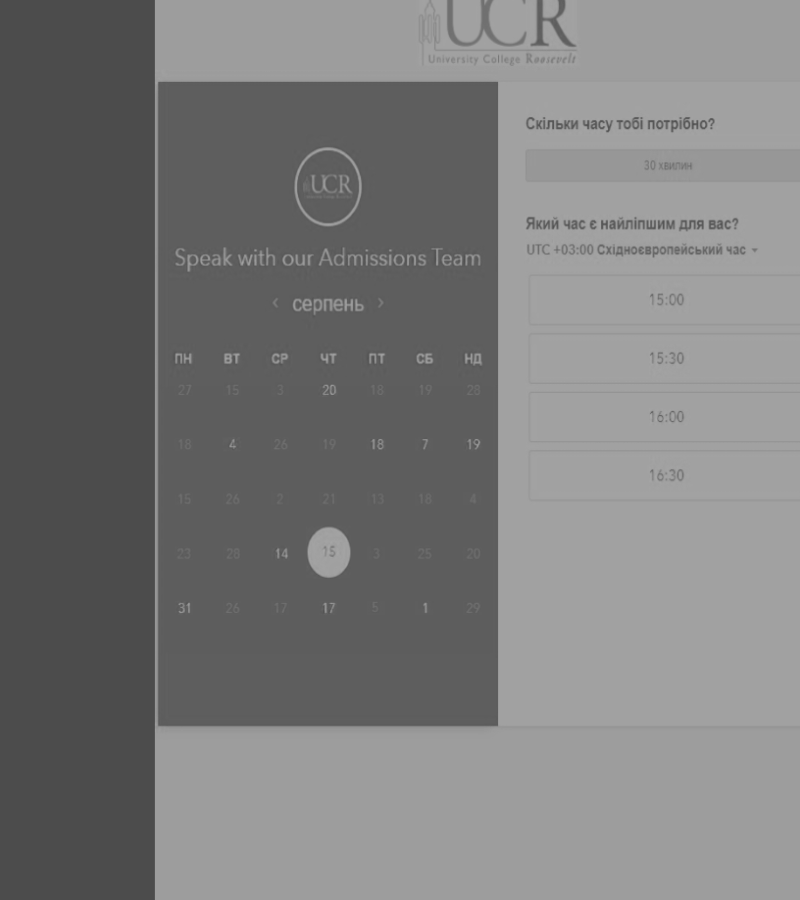 UCR
University College Roosevelt
UCR
Speak with our Admissions Team
‹ серпень ›
ПН ВТ СР ЧТ ПТ СБ НД
27 15 3 20 18 19 28
18 4 26 19 18 7 19
15 26 2 21 13 18 4
23 28 14 15 3 25 20
31 26 17 17 5 1 29
Скільки часу тобі потрібно?
30 хвилин
Який час є найліпшим для вас?
UTC +03:00 Східноєвропейський час
15:00
15:30
16:00
16:30